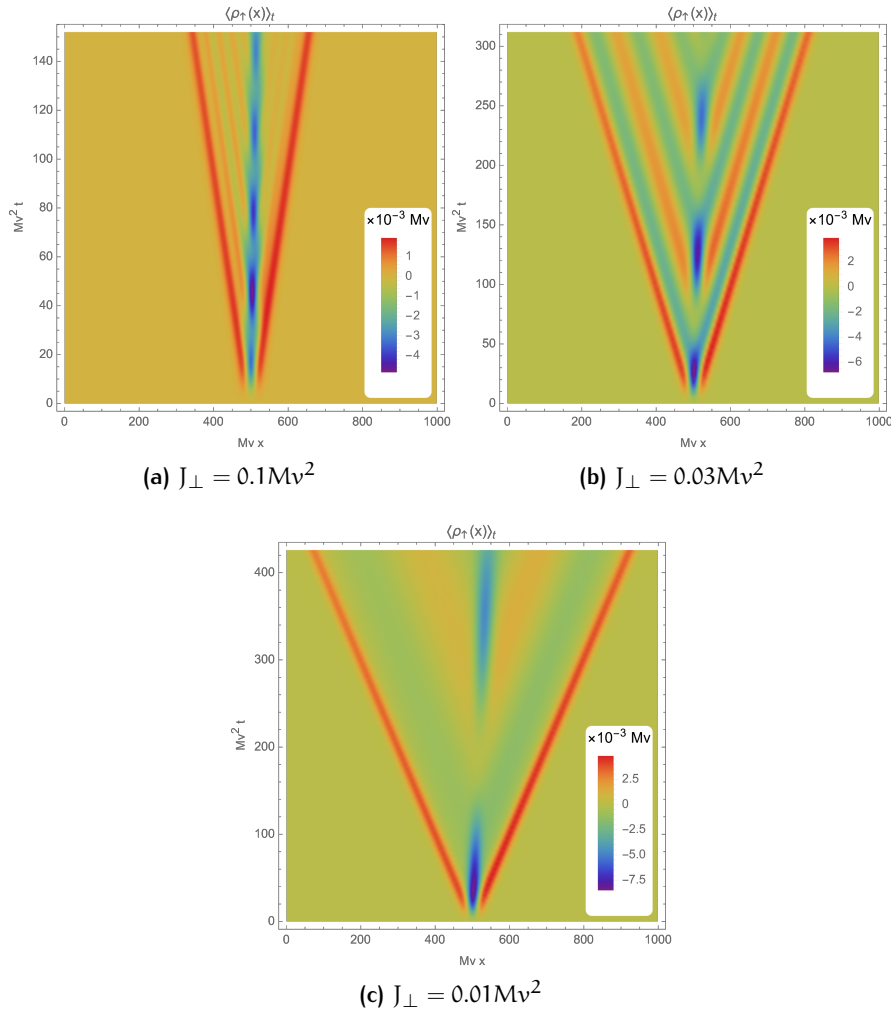 ⟨ρ↑(x)⟩t
140
120
100
80
60
40
20
0
Mv² t
0 200 400 600 800 1000
Mv x
×10⁻³ Mv
1
0
−1
−2
−3
−4
(a) J⊥ = 0.1Mv²
⟨ρ↑(x)⟩t
300
250
200
150
100
50
0
Mv² t
0 200 400 600 800 1000
Mv x
×10⁻³ Mv
2
0
−2
−4
−6
(b) J⊥ = 0.03Mv²
⟨ρ↑(x)⟩t
400
300
200
100
0
Mv² t
0 200 400 600 800 1000
Mv x
×10⁻³ Mv
2.5
0
−2.5
−5.0
−7.5
(c) J⊥ = 0.01Mv²